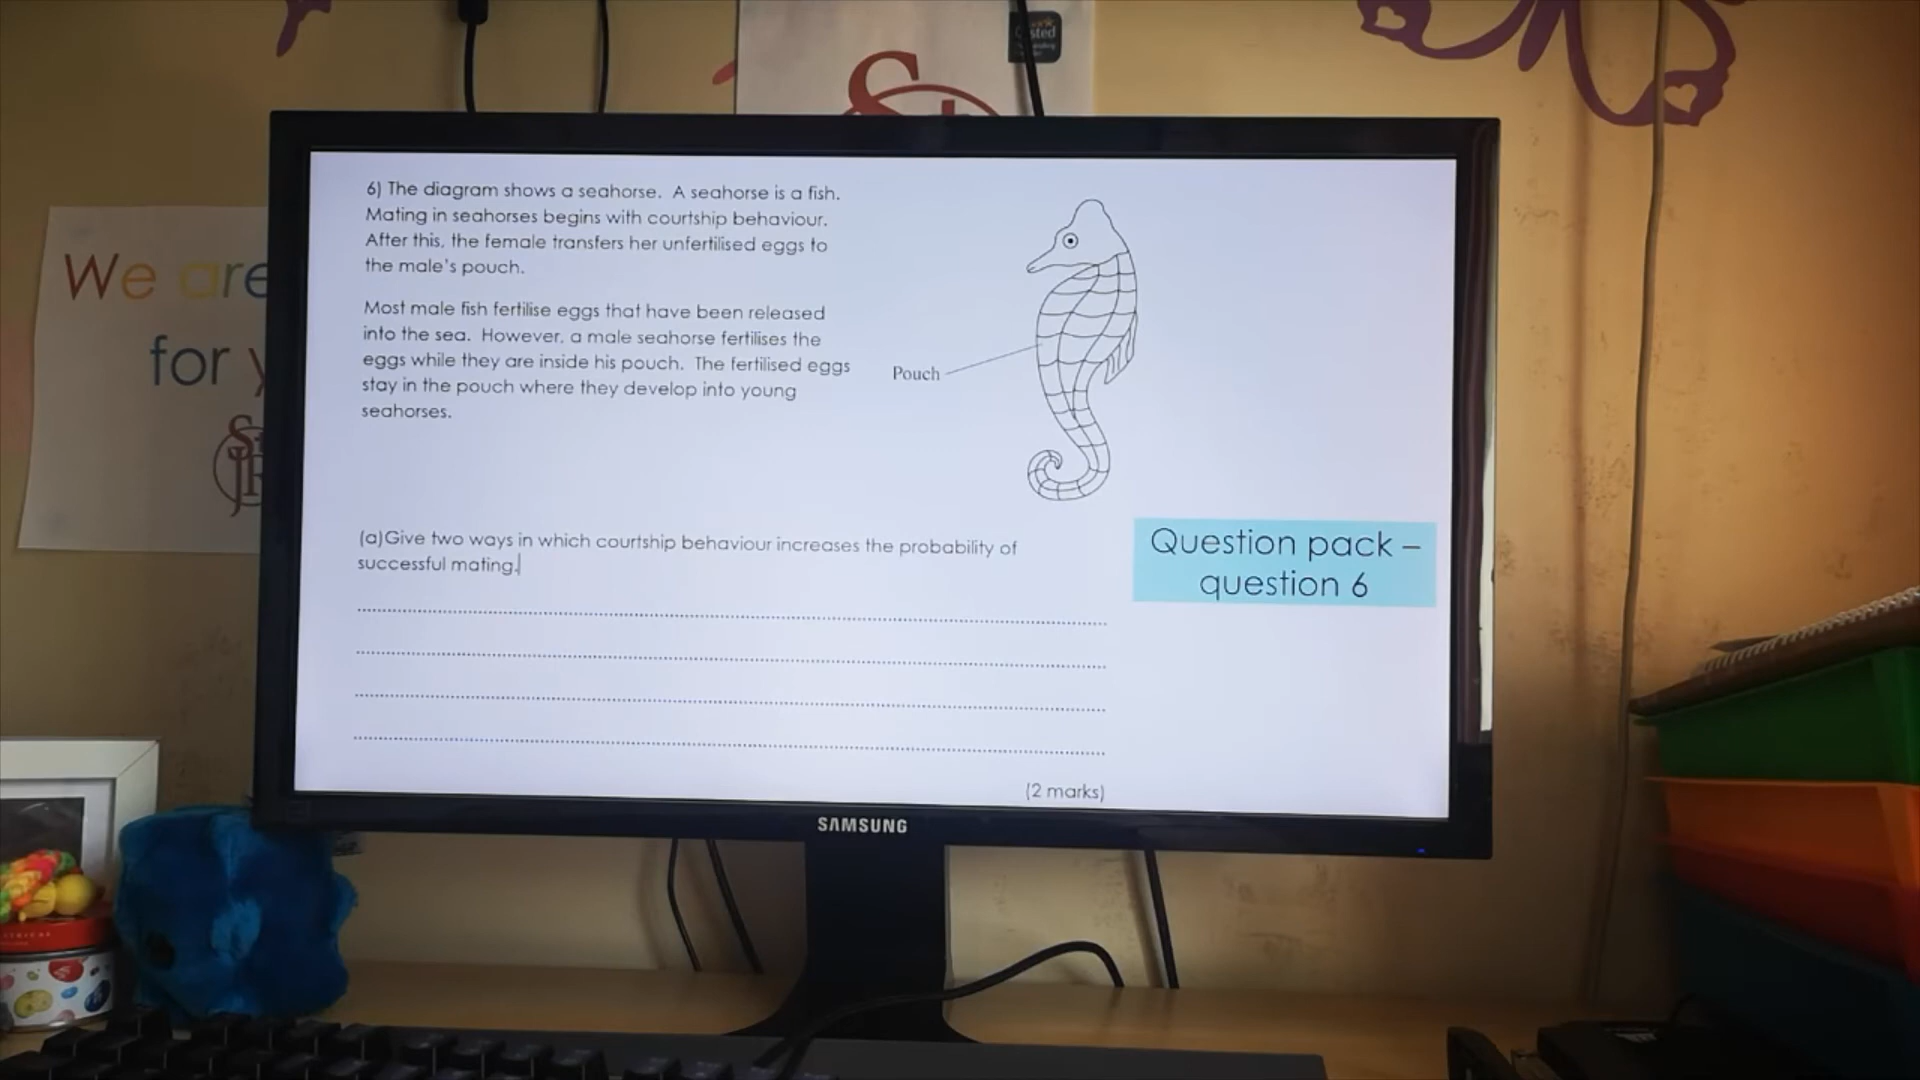 sted
We are
for
6) The diagram shows a seahorse. A seahorse is a fish.
Mating in seahorses begins with courtship behaviour.
After this, the female transfers her unfertilised eggs to
the male's pouch.
Most male fish fertilise eggs that have been released
into the sea. However, a male seahorse fertilises the
eggs while they are inside his pouch. The fertilised eggs
stay in the pouch where they develop into young
seahorses.
Pouch
(a)Give two ways in which courtship behaviour increases the probability of
successful mating.
Question pack –
question 6
(2 marks)
SAMSUNG